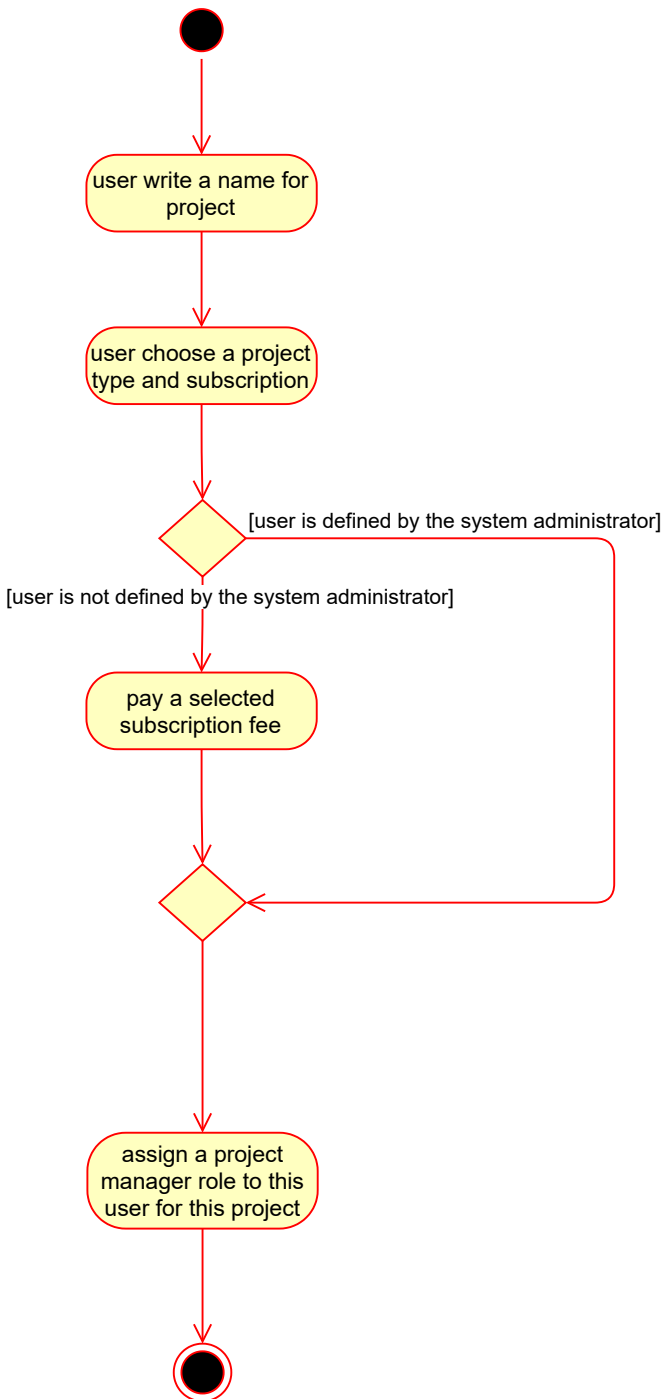 user write a name for
project
user choose a project
type and subscription
[user is defined by the system administrator]
[user is not defined by the system administrator]
pay a selected
subscription fee
assign a project
manager role to this
user for this project